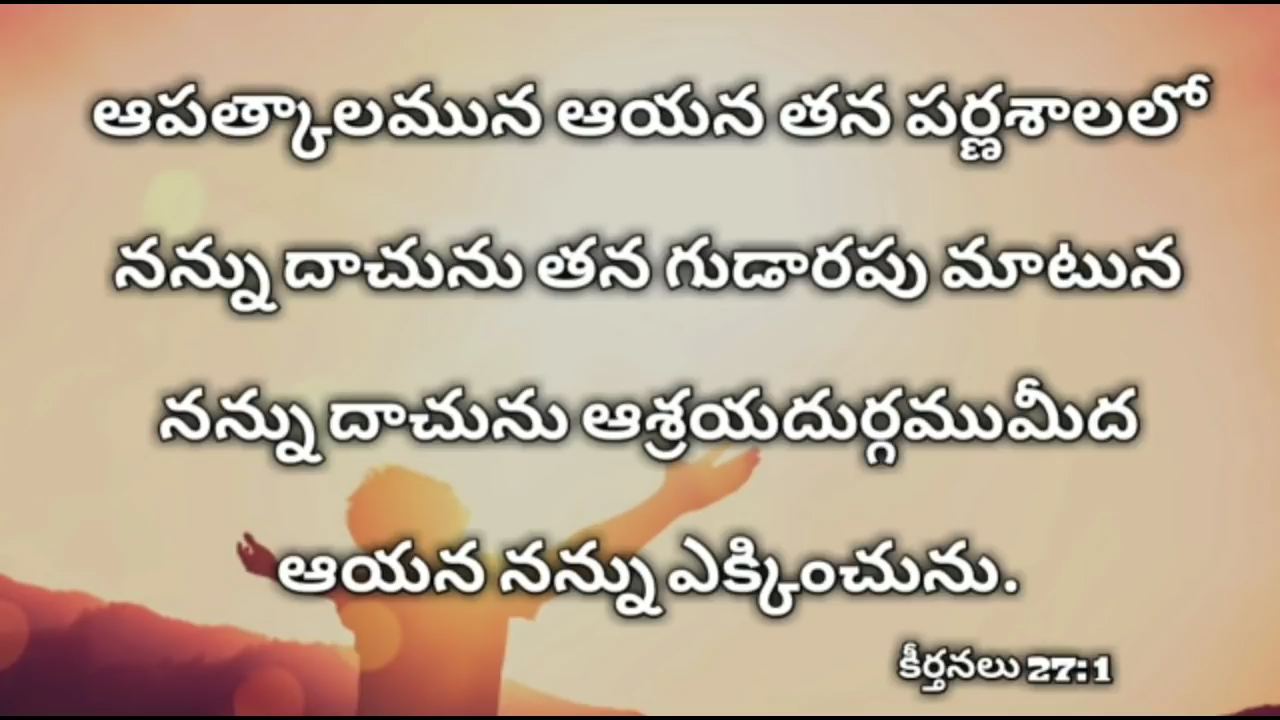 ఆపత్కాలమున ఆయన తన పర్ణశాలలో
నన్ను దాచును తన గుడారపు మాటున
నన్ను దాచును ఆశ్రయదుర్గముమీద
ఆయన నన్ను ఎక్కించును.
కీర్తనలు 27:1